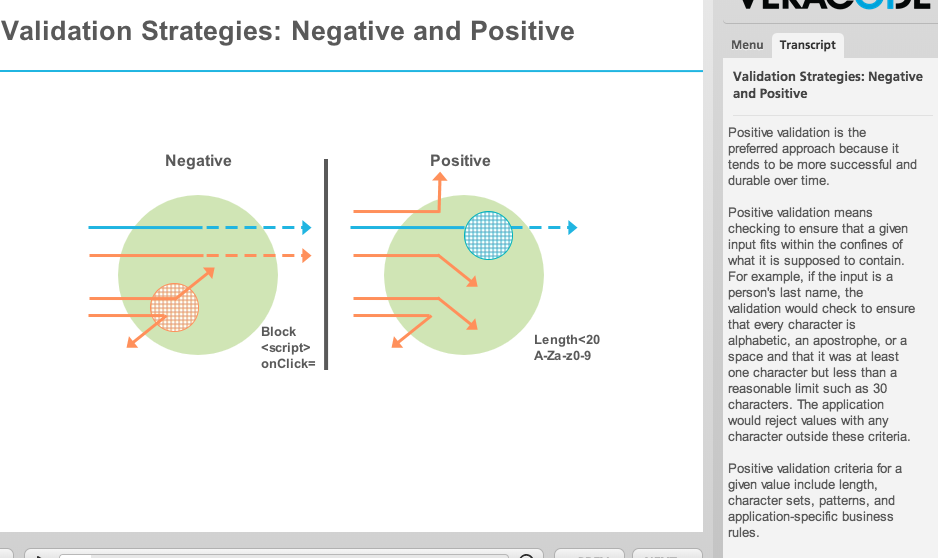 Validation Strategies: Negative and Positive
Negative
Positive
Block
<script>
onClick=
Length<20
A-Za-z0-9
VERACODE
Menu
Transcript
Validation Strategies: Negative
and Positive
Positive validation is the
preferred approach because it
tends to be more successful and
durable over time.
Positive validation means
checking to ensure that a given
input fits within the confines of
what it is supposed to contain.
For example, if the input is a
person's last name, the
validation would check to ensure
that every character is
alphabetic, an apostrophe, or a
space and that it was at least
one character but less than a
reasonable limit such as 30
characters. The application
would reject values with any
character outside these criteria.
Positive validation criteria for a
given value include length,
character sets, patterns, and
application-specific business
rules.